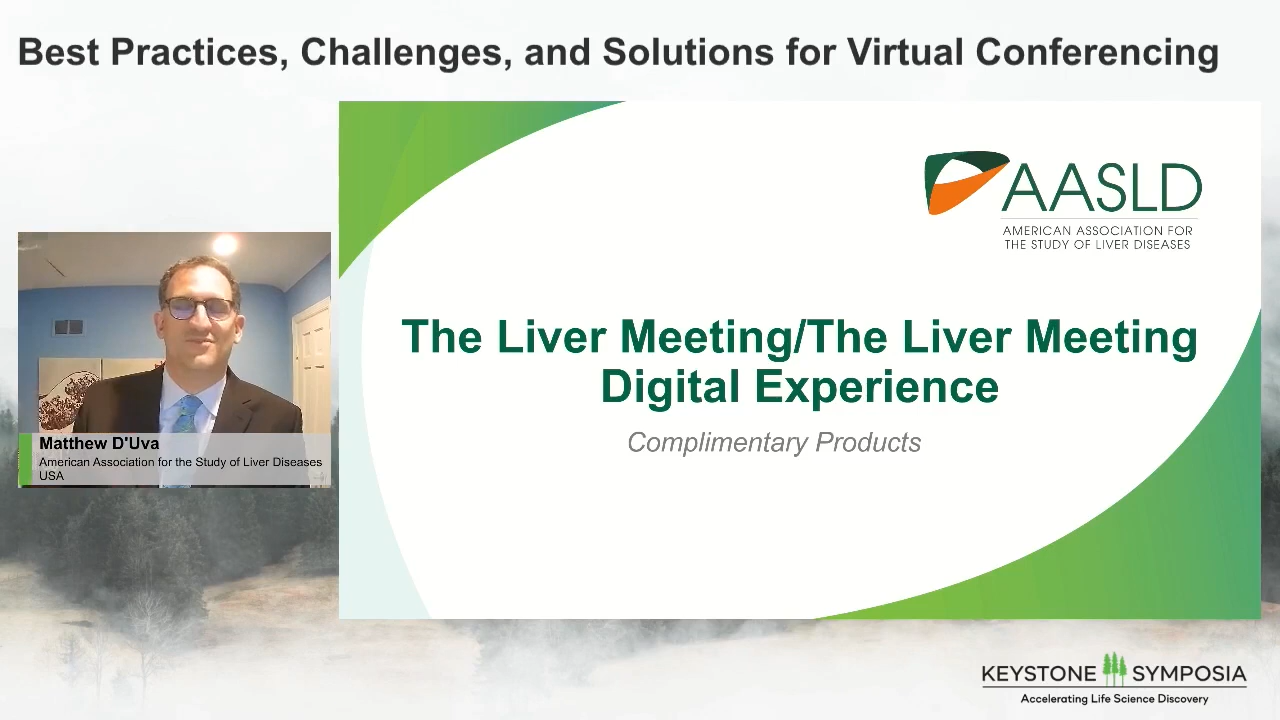 Best Practices, Challenges, and Solutions for Virtual Conferencing
AASLD
AMERICAN ASSOCIATION FOR
THE STUDY OF LIVER DISEASES
The Liver Meeting/The Liver Meeting
Digital Experience
Complimentary Products
Matthew D'Uva
American Association for the Study of Liver Diseases
USA
KEYSTONE SYMPOSIA
Accelerating Life Science Discovery